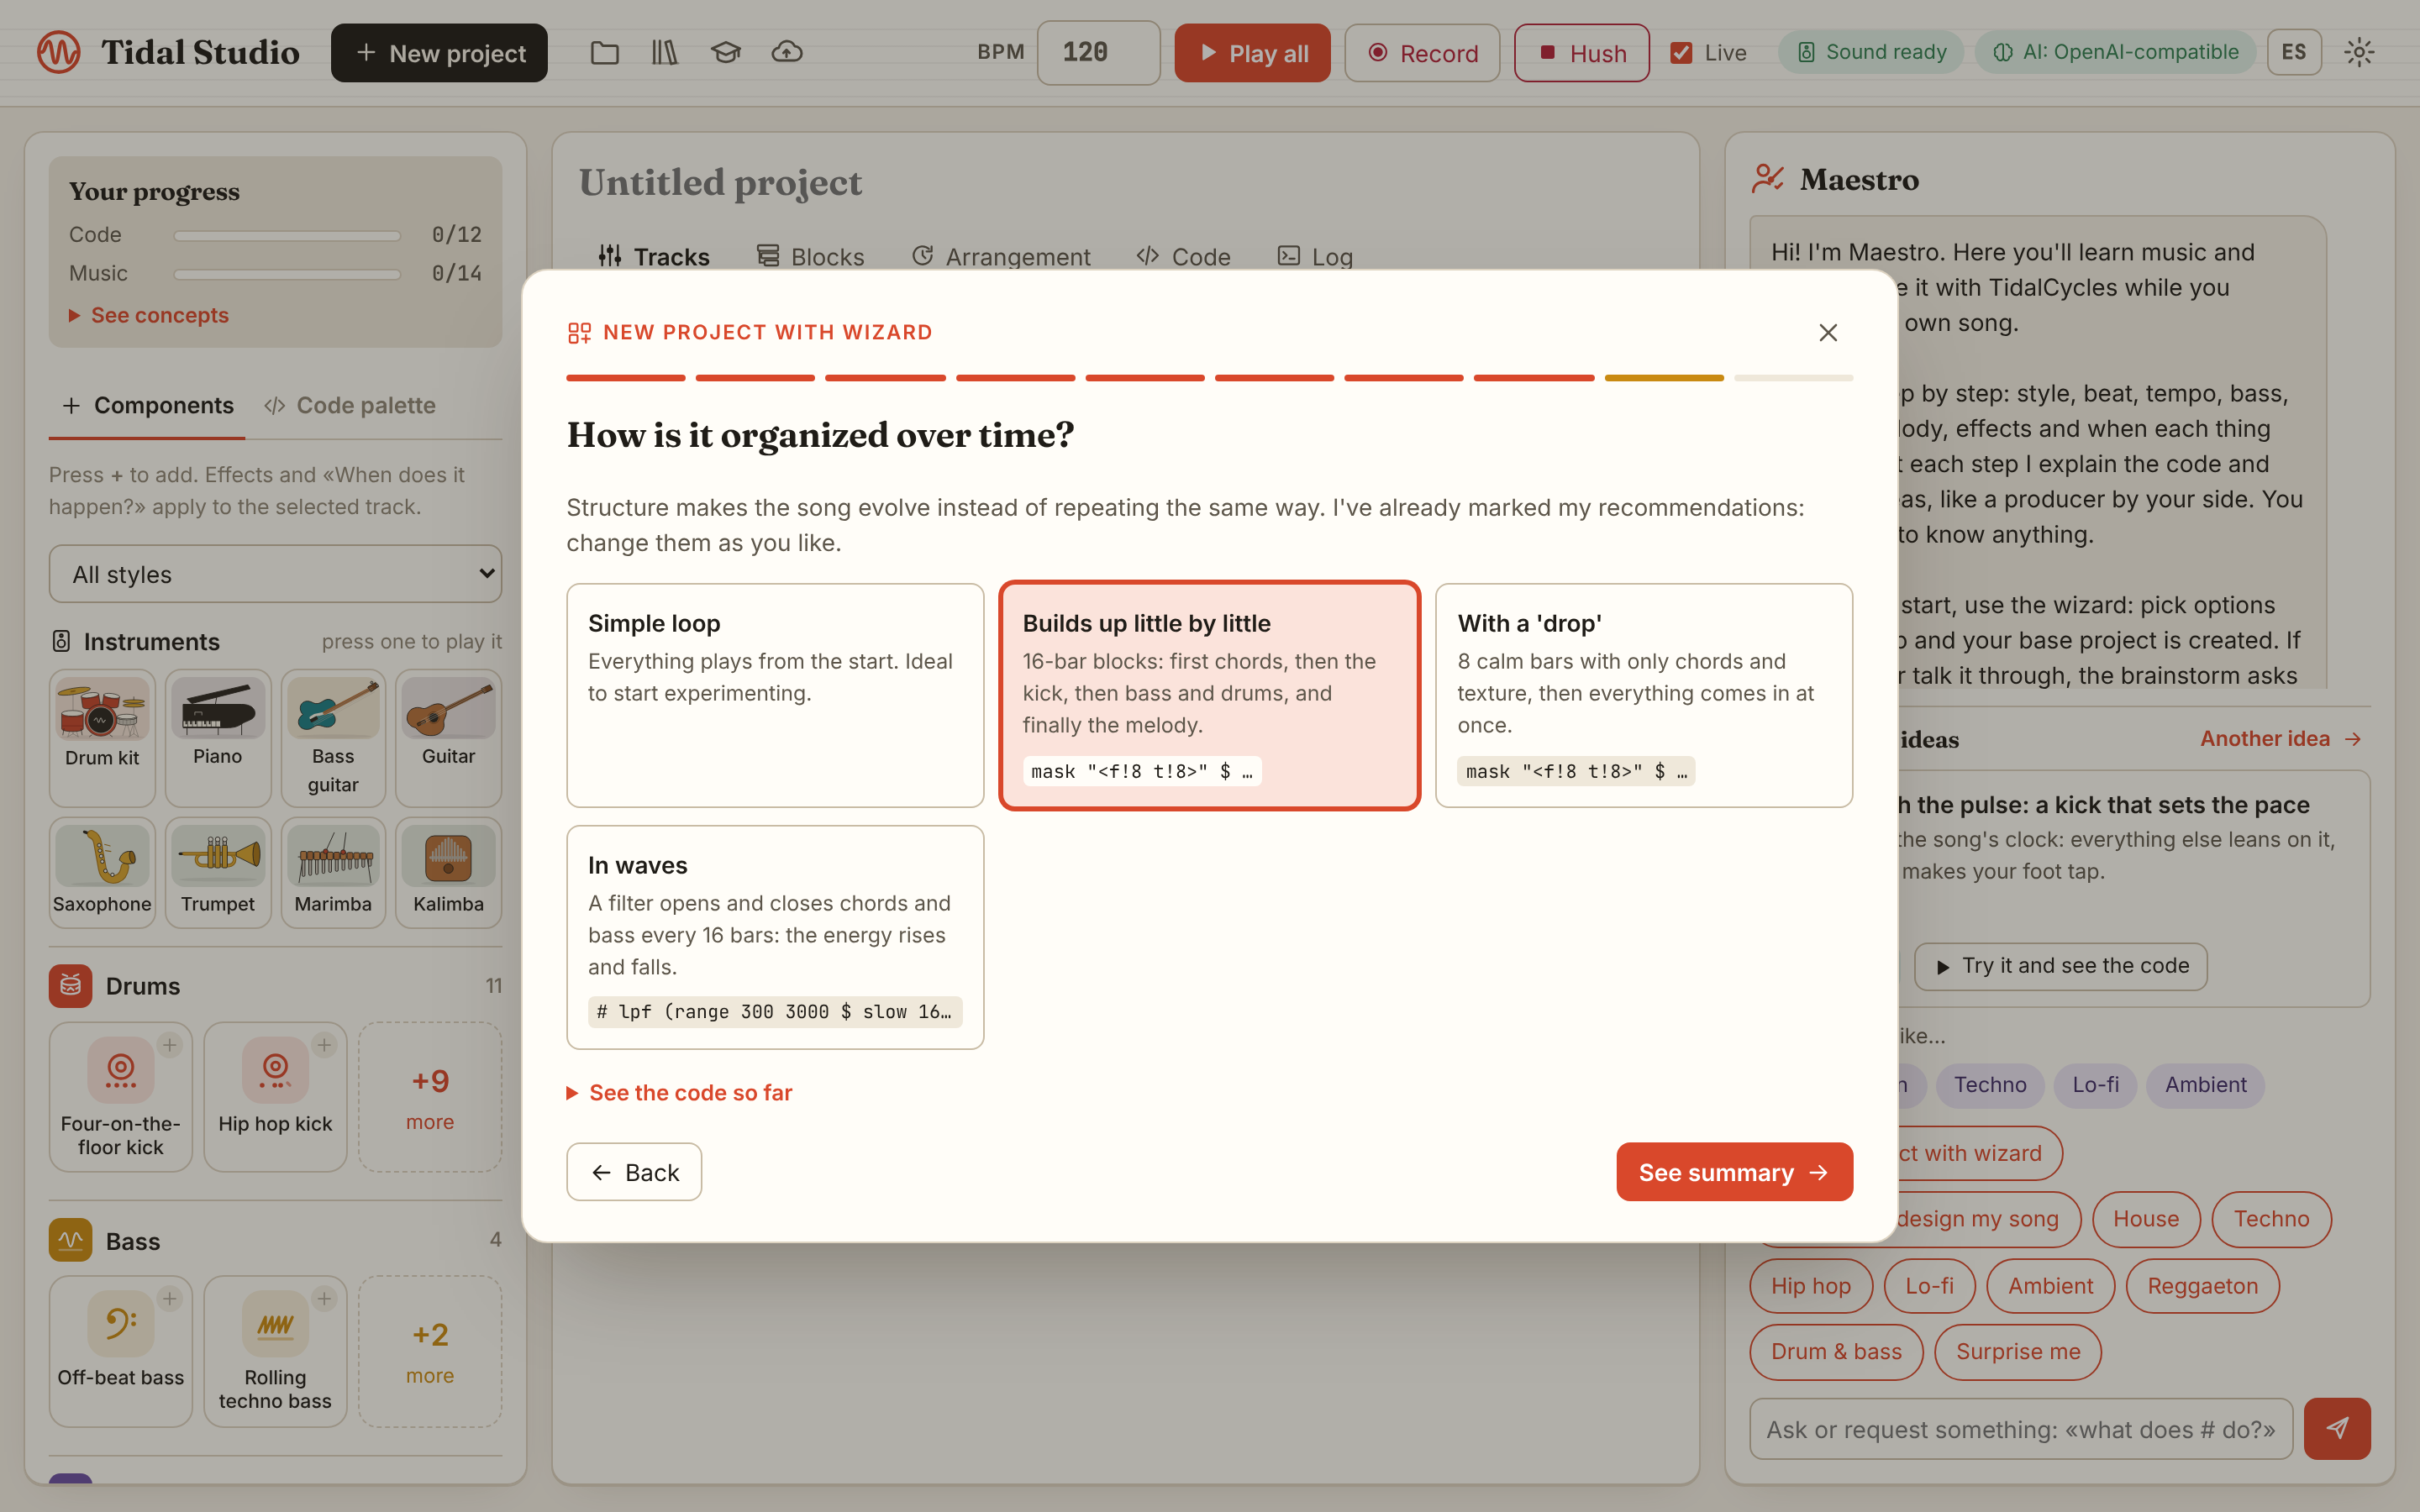 Tidal Studio
New project
BPM
120
Play all
Record
Hush
Live
Sound ready
AI: OpenAI-compatible
ES
Your progress
Code 0/12
Music 0/14
See concepts
Components
Code palette
Press + to add. Effects and «When does it
happen?» apply to the selected track.
All styles
Instruments
press one to play it
Drum kit
Piano
Bass
guitar
Guitar
Saxophone
Trumpet
Marimba
Kalimba
Drums
11
Four-on-the-
floor kick
Hip hop kick
+9
more
Bass
4
Off-beat bass
Rolling
techno bass
+2
more
Untitled project
Tracks
Blocks
Arrangement
Code
Log
NEW PROJECT WITH WIZARD
How is it organized over time?
Structure makes the song evolve instead of repeating the same way. I've already marked my recommendations:
change them as you like.
Simple loop
Everything plays from the start. Ideal
to start experimenting.
Builds up little by little
16-bar blocks: first chords, then the
kick, then bass and drums, and
finally the melody.
mask "<f!8 t!8>" $ …
With a 'drop'
8 calm bars with only chords and
texture, then everything comes in at
once.
mask "<f!8 t!8>" $ …
In waves
A filter opens and closes chords and
bass every 16 bars: the energy rises
and falls.
# lpf (range 300 3000 $ slow 16…
See the code so far
Back
See summary
Maestro
Hi! I'm Maestro. Here you'll learn music and
it with TidalCycles while you
own song.
by step: style, beat, tempo, bass,
effects and when each thing
each step I explain the code and
like a producer by your side. You
to know anything.
start, use the wizard: pick options
and your base project is created. If
talk it through, the brainstorm asks
ideas
Another idea
the pulse: a kick that sets the pace
the song's clock: everything else leans on it,
makes your foot tap.
Try it and see the code
Techno
Lo-fi
Ambient
with wizard
design my song
House
Techno
Hip hop
Lo-fi
Ambient
Reggaeton
Drum & bass
Surprise me
Ask or request something: «what does # do?»